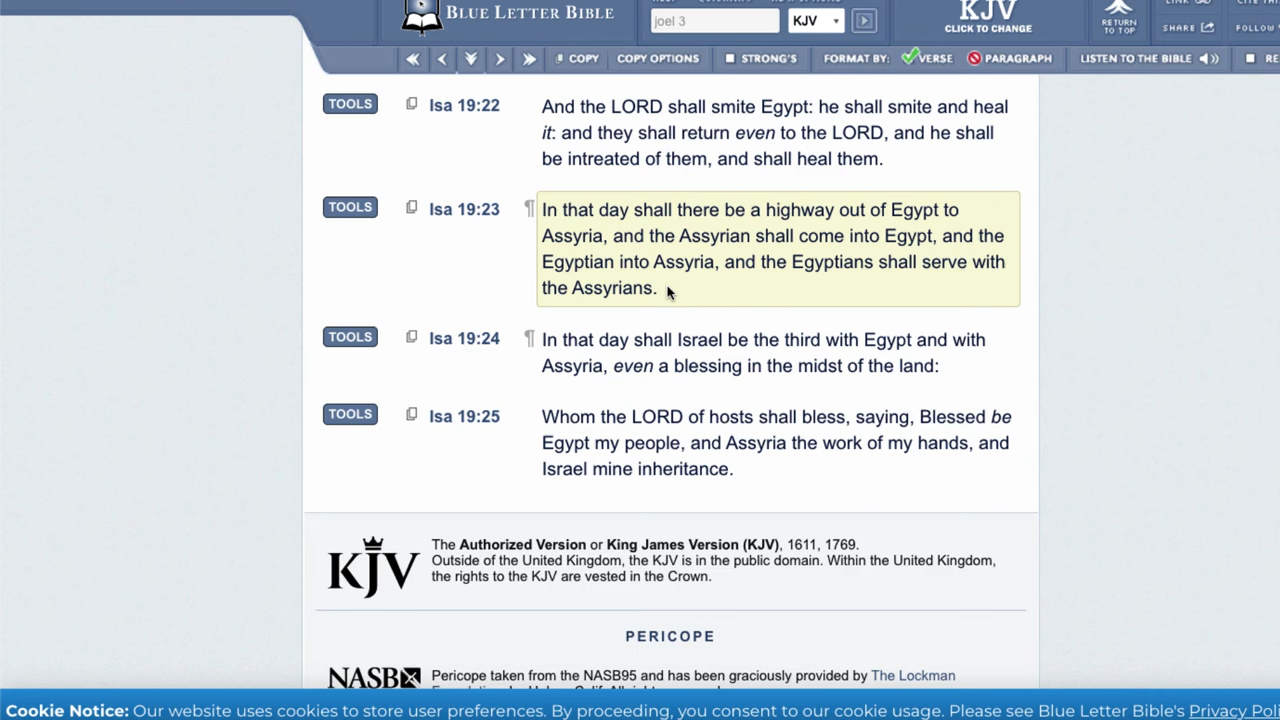 BLUE LETTER BIBLE
joel 3
KJV
KJV
CLICK TO CHANGE
RETURN
TO TOP
SHARE
FOLLOW
COPY
COPY OPTIONS
STRONG'S
FORMAT BY:
VERSE
PARAGRAPH
LISTEN TO THE BIBLE
RE
TOOLS
Isa 19:22
And the LORD shall smite Egypt: he shall smite and heal
it: and they shall return even to the LORD, and he shall
be intreated of them, and shall heal them.
TOOLS
Isa 19:23
¶ In that day shall there be a highway out of Egypt to
Assyria, and the Assyrian shall come into Egypt, and the
Egyptian into Assyria, and the Egyptians shall serve with
the Assyrians.
TOOLS
Isa 19:24
¶ In that day shall Israel be the third with Egypt and with
Assyria, even a blessing in the midst of the land:
TOOLS
Isa 19:25
Whom the LORD of hosts shall bless, saying, Blessed be
Egypt my people, and Assyria the work of my hands, and
Israel mine inheritance.
KJV
The Authorized Version or King James Version (KJV), 1611, 1769.
Outside of the United Kingdom, the KJV is in the public domain. Within the United Kingdom,
the rights to the KJV are vested in the Crown.
PERICOPE
NASB
Pericope taken from the NASB95 and has been graciously provided by The Lockman
Cookie Notice: Our website uses cookies to store user preferences. By proceeding, you consent to our cookie usage. Please see Blue Letter Bible's Privacy Poli